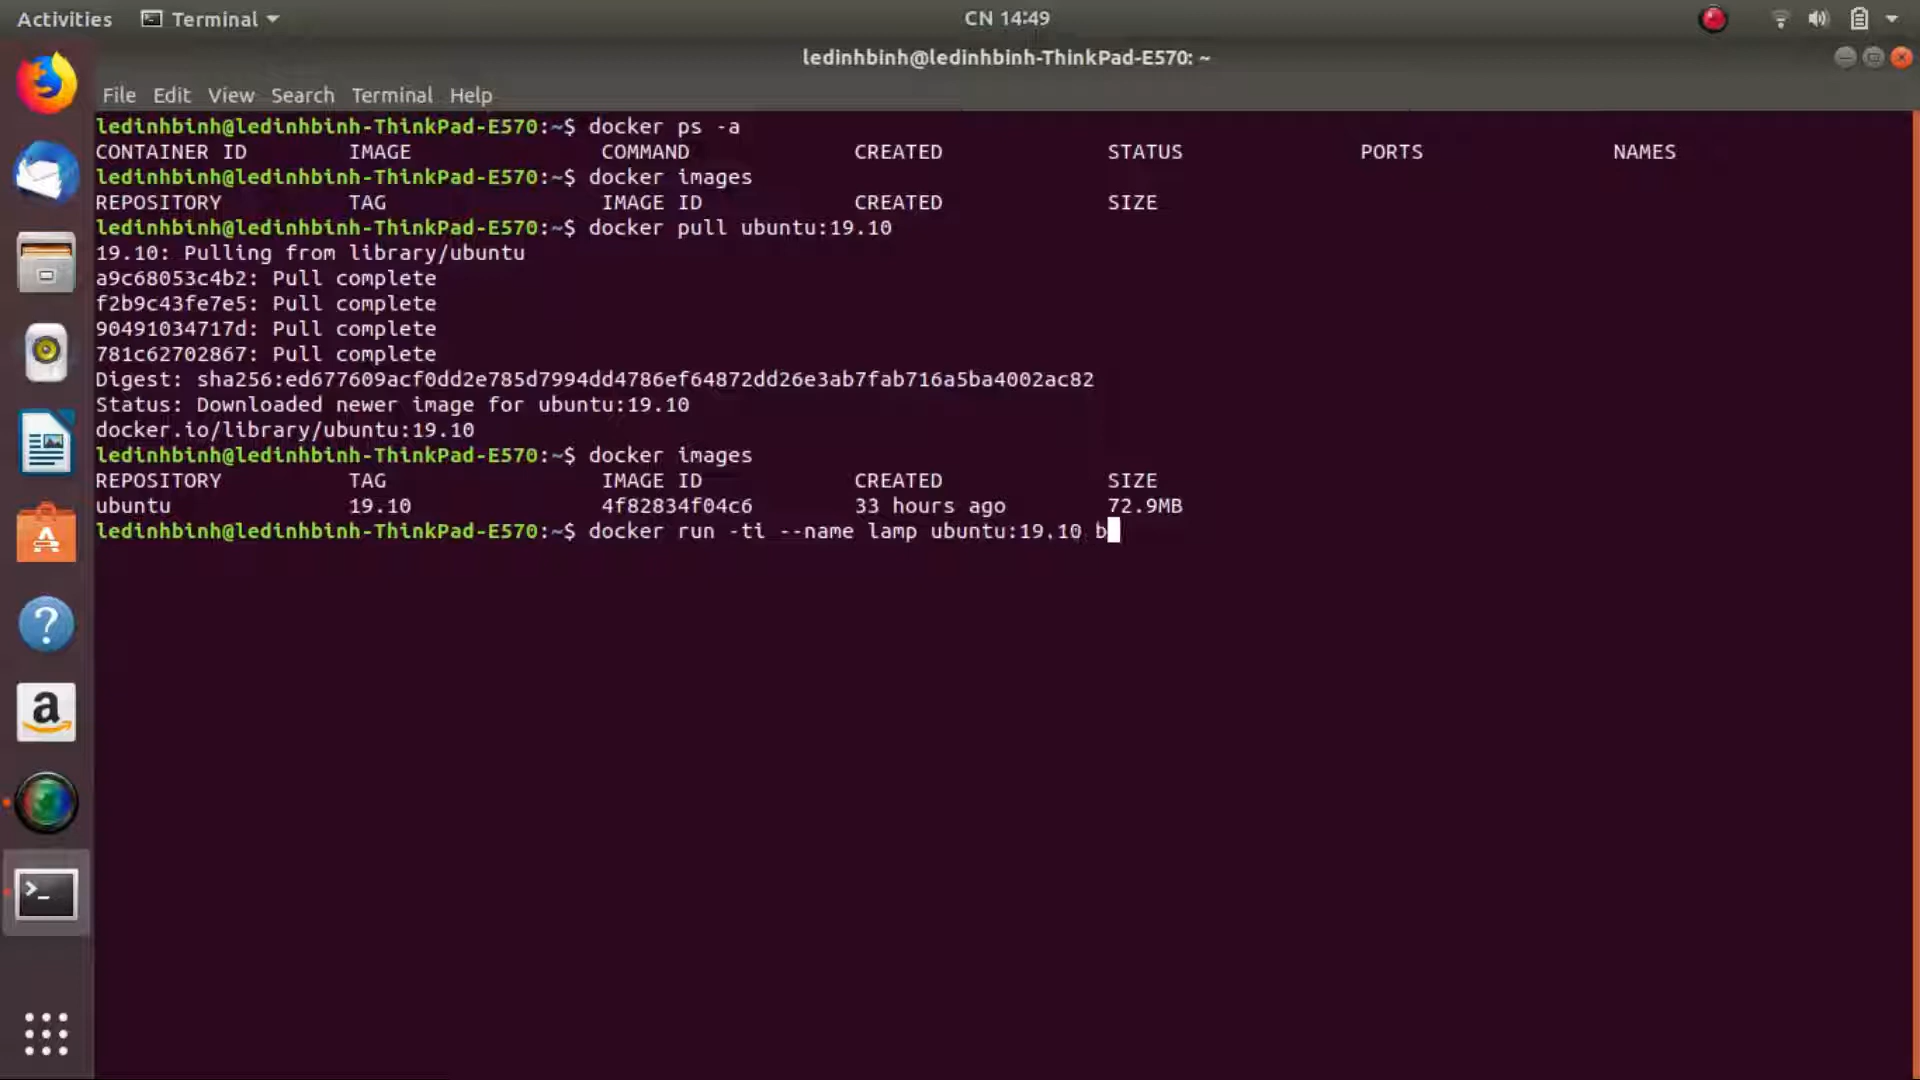 Activities Terminal CN 14:49
ledinhbinh@ledinhbinh-ThinkPad-E570: ~
File Edit View Search Terminal Help
ledinhbinh@ledinhbinh-ThinkPad-E570:~$ docker ps -a
CONTAINER ID IMAGE COMMAND CREATED STATUS PORTS NAMES
ledinhbinh@ledinhbinh-ThinkPad-E570:~$ docker images
REPOSITORY TAG IMAGE ID CREATED SIZE
ledinhbinh@ledinhbinh-ThinkPad-E570:~$ docker pull ubuntu:19.10
19.10: Pulling from library/ubuntu
a9c68053c4b2: Pull complete
f2b9c43fe7e5: Pull complete
90491034717d: Pull complete
781c62702867: Pull complete
Digest: sha256:ed677609acf0dd2e785d7994dd4786ef64872dd26e3ab7fab716a5ba4002ac82
Status: Downloaded newer image for ubuntu:19.10
docker.io/library/ubuntu:19.10
ledinhbinh@ledinhbinh-ThinkPad-E570:~$ docker images
REPOSITORY TAG IMAGE ID CREATED SIZE
ubuntu 19.10 4f82834f04c6 33 hours ago 72.9MB
ledinhbinh@ledinhbinh-ThinkPad-E570:~$ docker run -ti --name lamp ubuntu:19.10 b